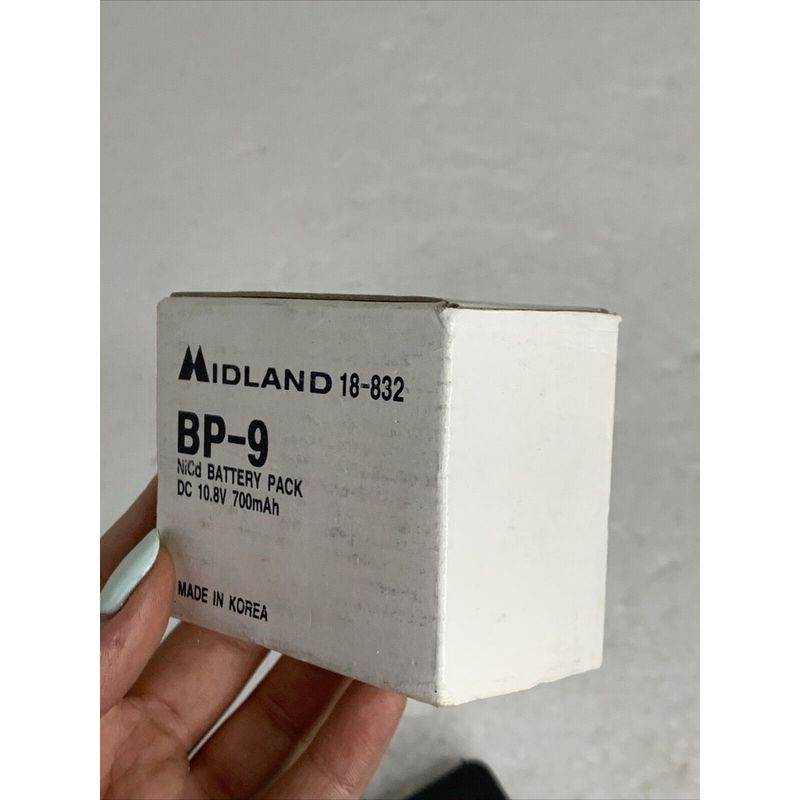 MIDLAND 18-832
BP-9
NiCd BATTERY PACK
DC 10.8V 700mAh
MADE IN KOREA